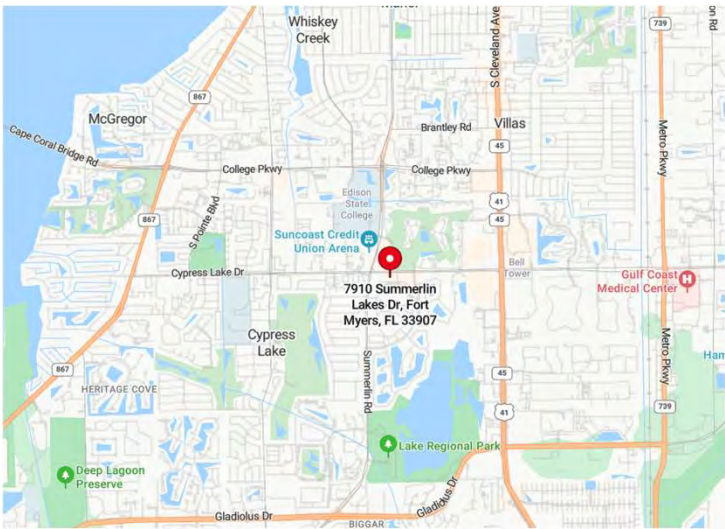 Whiskey
Creek
739
867
McGregor
S Cleveland Ave
Cape Coral Bridge Rd
Brantley Rd
Villas
45
Metro Pkwy
College Pkwy
College Pkwy
Edison
State
College
41
S Pointe Blvd
867
45
Suncoast Credit
Union Arena
Bell
Tower
Cypress Lake Dr
Gulf Coast
Medical Center
H
7910 Summerlin
Lakes Dr, Fort
Myers, FL 33907
Cypress
Lake
Summerlin Rd
867
45
Metro Pkwy
HERITAGE COVE
41
739
Lake Regional Park
Deep Lagoon
Preserve
Gladiolus Dr
Gladiolus Dr
BIGGAR